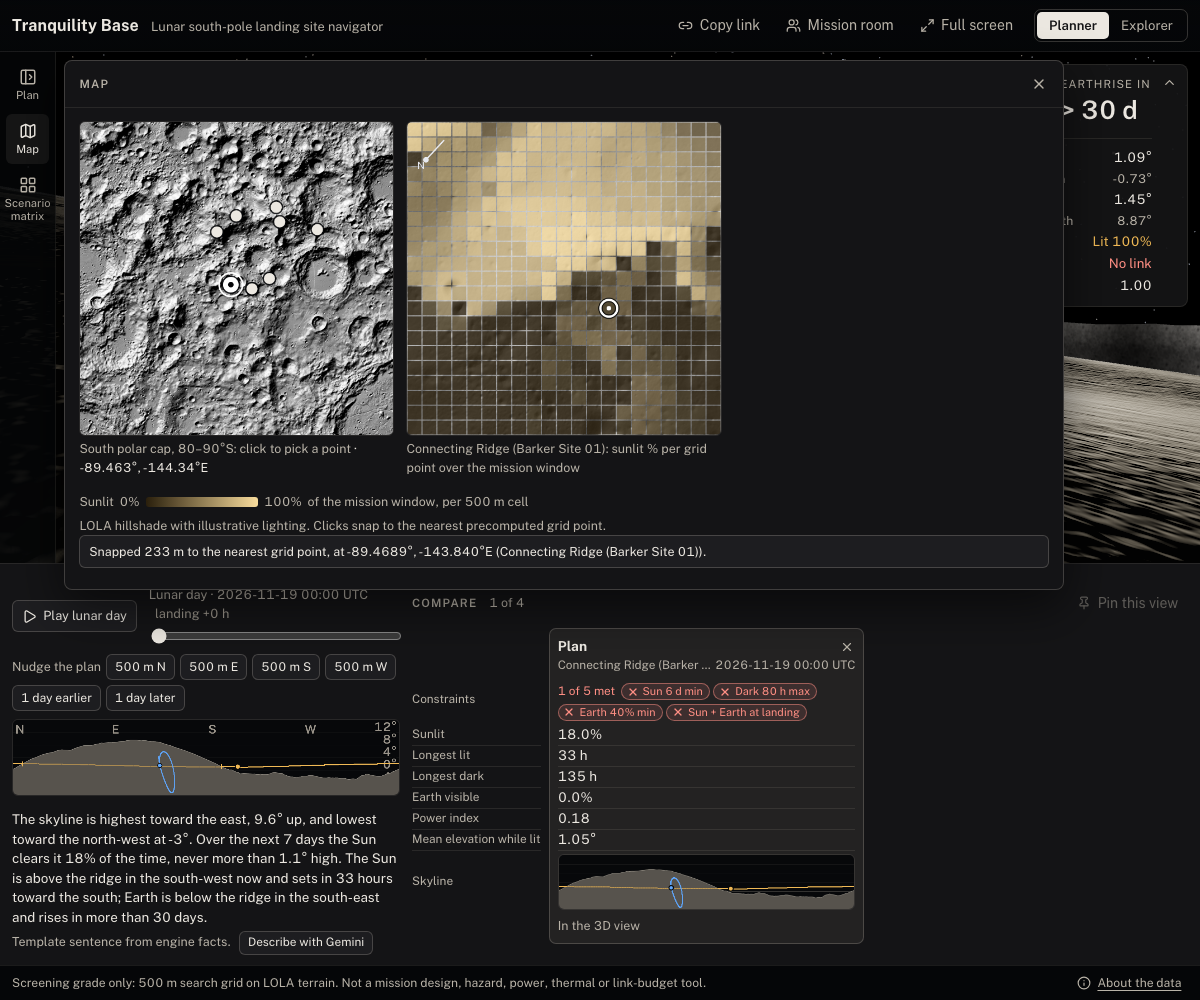 Tranquility Base Lunar south-pole landing site navigator
Copy link
Mission room
Full screen
Planner
Explorer
Plan
Map
Scenario
matrix
MAP
EARTHRISE IN
> 30 d
1.09°
-0.73°
1.45°
8.87°
Lit 100%
No link
1.00
N
South polar cap, 80–90°S: click to pick a point ·
-89.463°, -144.34°E
Connecting Ridge (Barker Site 01): sunlit % per grid
point over the mission window
Sunlit 0% 100% of the mission window, per 500 m cell
LOLA hillshade with illustrative lighting. Clicks snap to the nearest precomputed grid point.
Snapped 233 m to the nearest grid point, at -89.4689°, -143.840°E (Connecting Ridge (Barker Site 01)).
Play lunar day
Lunar day · 2026-11-19 00:00 UTC
landing +0 h
Nudge the plan
500 m N
500 m E
500 m S
500 m W
1 day earlier
1 day later
N E S W
12°
8°
4°
0°
The skyline is highest toward the east, 9.6° up, and lowest
toward the north-west at -3°. Over the next 7 days the Sun
clears it 18% of the time, never more than 1.1° high. The Sun
is above the ridge in the south-west now and sets in 33 hours
toward the south; Earth is below the ridge in the south-east
and rises in more than 30 days.
Template sentence from engine facts.
Describe with Gemini
COMPARE 1 of 4
Pin this view
Plan
Connecting Ridge (Barker ... 2026-11-19 00:00 UTC
Constraints
1 of 5 met
Sun 6 d min
Dark 80 h max
Earth 40% min
Sun + Earth at landing
Sunlit 18.0%
Longest lit 33 h
Longest dark 135 h
Earth visible 0.0%
Power index 0.18
Mean elevation while lit 1.05°
Skyline
In the 3D view
Screening grade only: 500 m search grid on LOLA terrain. Not a mission design, hazard, power, thermal or link-budget tool.
About the data